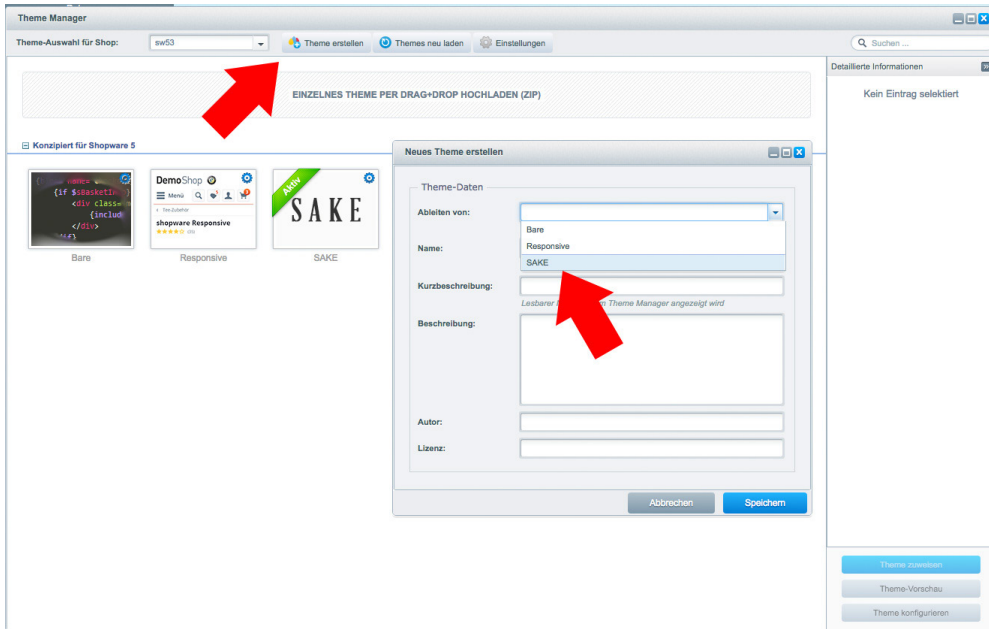 Theme Manager
Theme-Auswahl für Shop: sw53 Theme erstellen Themes neu laden Einstellungen Suchen ...
Detaillierte Informationen
Kein Eintrag selektiert
EINZELNES THEME PER DRAG+DROP HOCHLADEN (ZIP)
Konzipiert für Shopware 5
{if $sBasketIn
<div class=
{includ
</div>
DemoShop
Menü
Tee-Zubehör
shopware Responsive
Aktiv
SAKE
Bare Responsive SAKE
Neues Theme erstellen
Theme-Daten
Ableiten von:
Bare
Responsive
SAKE
Name:
Kurzbeschreibung:
Lesbarer Theme Manager angezeigt wird
Beschreibung:
Autor:
Lizenz:
Abbrechen Speichern
Theme zuweisen
Theme-Vorschau
Theme konfigurieren